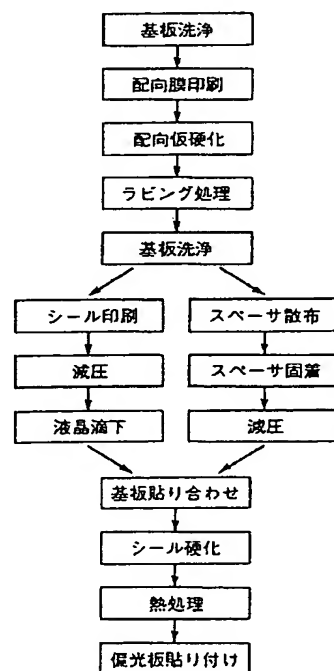 基板洗浄
配向膜印刷
配向仮硬化
ラビング処理
基板洗浄
シール印刷
スペーサ散布
減圧
スペーサ固着
液晶滴下
減圧
基板貼り合わせ
シール硬化
熱処理
偏光板貼り付け